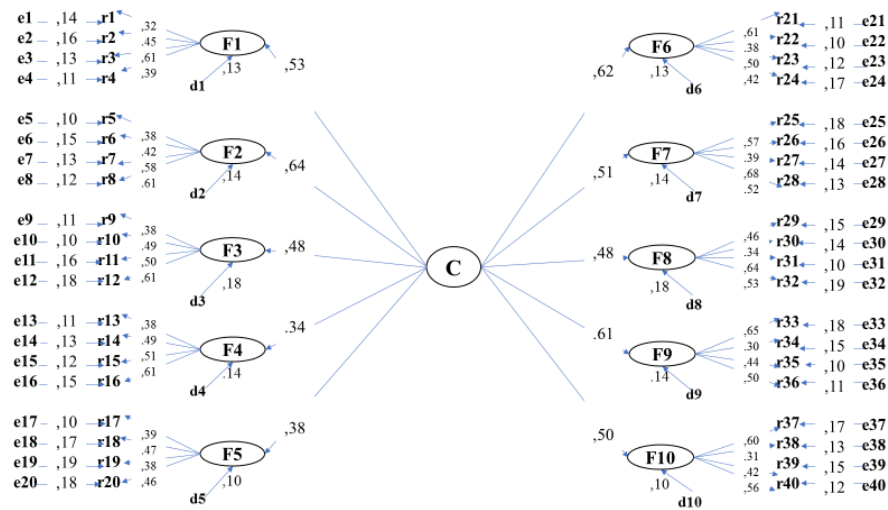 e1 ,14 r1
e2 ,16 r2
e3 ,13 r3
e4 ,11 r4
,32
.45
.61
.39
F1
,13
d1
,53
e5 ,10 r5
e6 ,15 r6
e7 ,13 r7
e8 ,12 r8
,38
.42
.58
.61
F2
,14
d2
,64
e9 ,11 r9
e10 ,10 r10
e11 ,16 r11
e12 ,18 r12
.38
.49
.50
,61
F3
,18
d3
,48
e13 ,11 r13
e14 ,13 r14
e15 ,12 r15
e16 ,15 r16
.38
.49
.51
,61
F4
.14
d4
.34
e17 ,10 r17
e18 ,17 r18
e19 ,19 r19
e20 ,18 r20
.39
.47
.38
.46
F5
,10
d5
,38
C
,62
F6
,13
d6
,61
.38
,50
,42
r21 ,11 e21
r22 ,10 e22
r23 ,12 e23
r24 ,17 e24
,51
F7
,14
d7
,57
.39
,68
.52
r25 ,18 e25
r26 ,16 e26
r27 ,14 e27
r28 ,13 e28
,48
F8
,18
d8
.46
.34
,64
,53
r29 ,15 e29
r30 ,14 e30
r31 ,10 e31
r32 ,19 e32
.61
F9
.14
d9
,65
.30
,44
,50
r33 ,18 e33
r34 ,15 e34
r35 ,10 e35
r36 ,11 e36
,50
F10
,10
d10
,60
.31
,42
,56
r37 ,17 e37
r38 ,13 e38
r39 ,15 e39
r40 ,12 e40